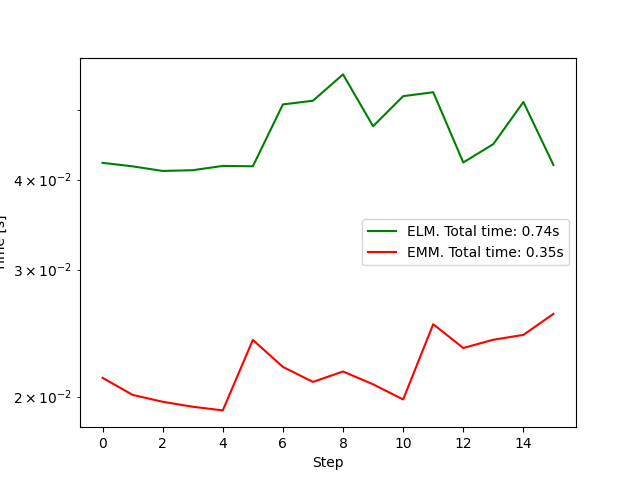 4 × 10⁻²
3 × 10⁻²
2 × 10⁻²
Time [s]
ELM. Total time: 0.74s
EMM. Total time: 0.35s
0 2 4 6 8 10 12 14
Step